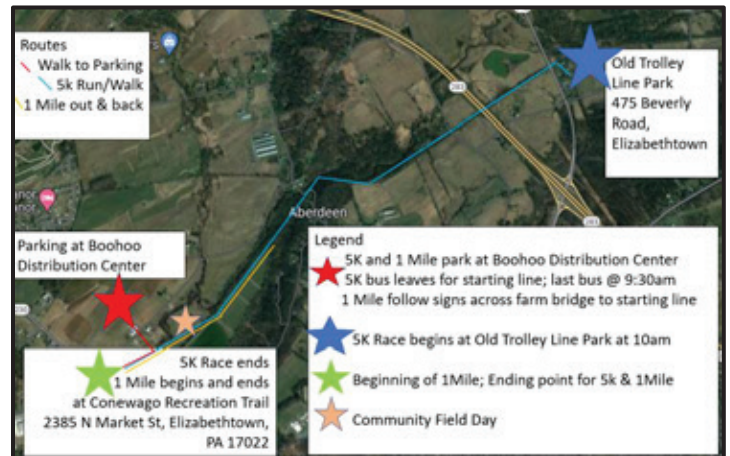 Routes
Walk to Parking
5k Run/Walk
1 Mile out & back
283
Old Trolley
Line Park
475 Beverly
Road,
Elizabethtown
Aberdeen
283
Parking at Boohoo
Distribution Center
230
Legend
5K and 1 Mile park at Boohoo Distribution Center
5K bus leaves for starting line; last bus @ 9:30am
1 Mile follow signs across farm bridge to starting line
5K Race begins at Old Trolley Line Park at 10am
Beginning of 1Mile; Ending point for 5k & 1Mile
Community Field Day
5K Race ends
1 Mile begins and ends
at Conewago Recreation Trail
2385 N Market St, Elizabethtown,
PA 17022